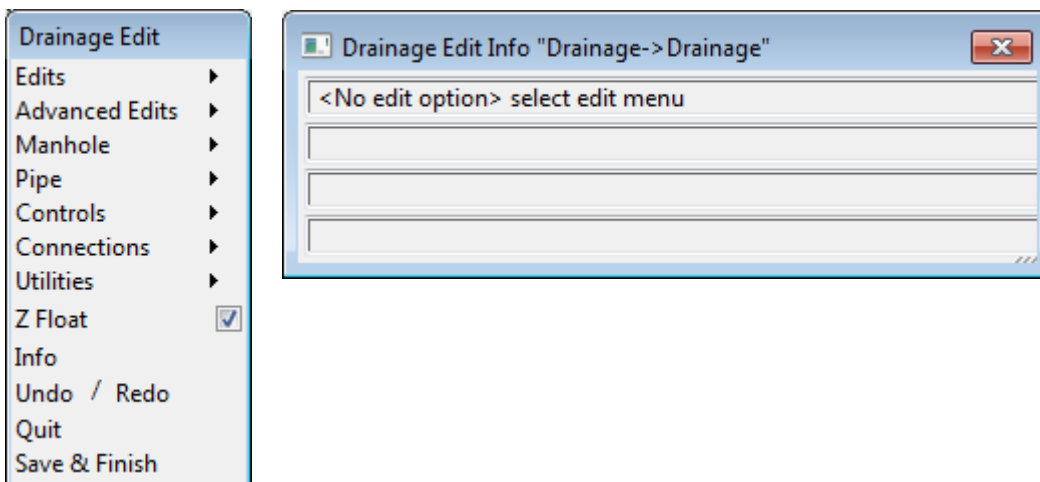 Drainage Edit
Edits
Advanced Edits
Manhole
Pipe
Controls
Connections
Utilities
Z Float
Info
Undo / Redo
Quit
Save & Finish
Drainage Edit Info "Drainage->Drainage"
<No edit option> select edit menu